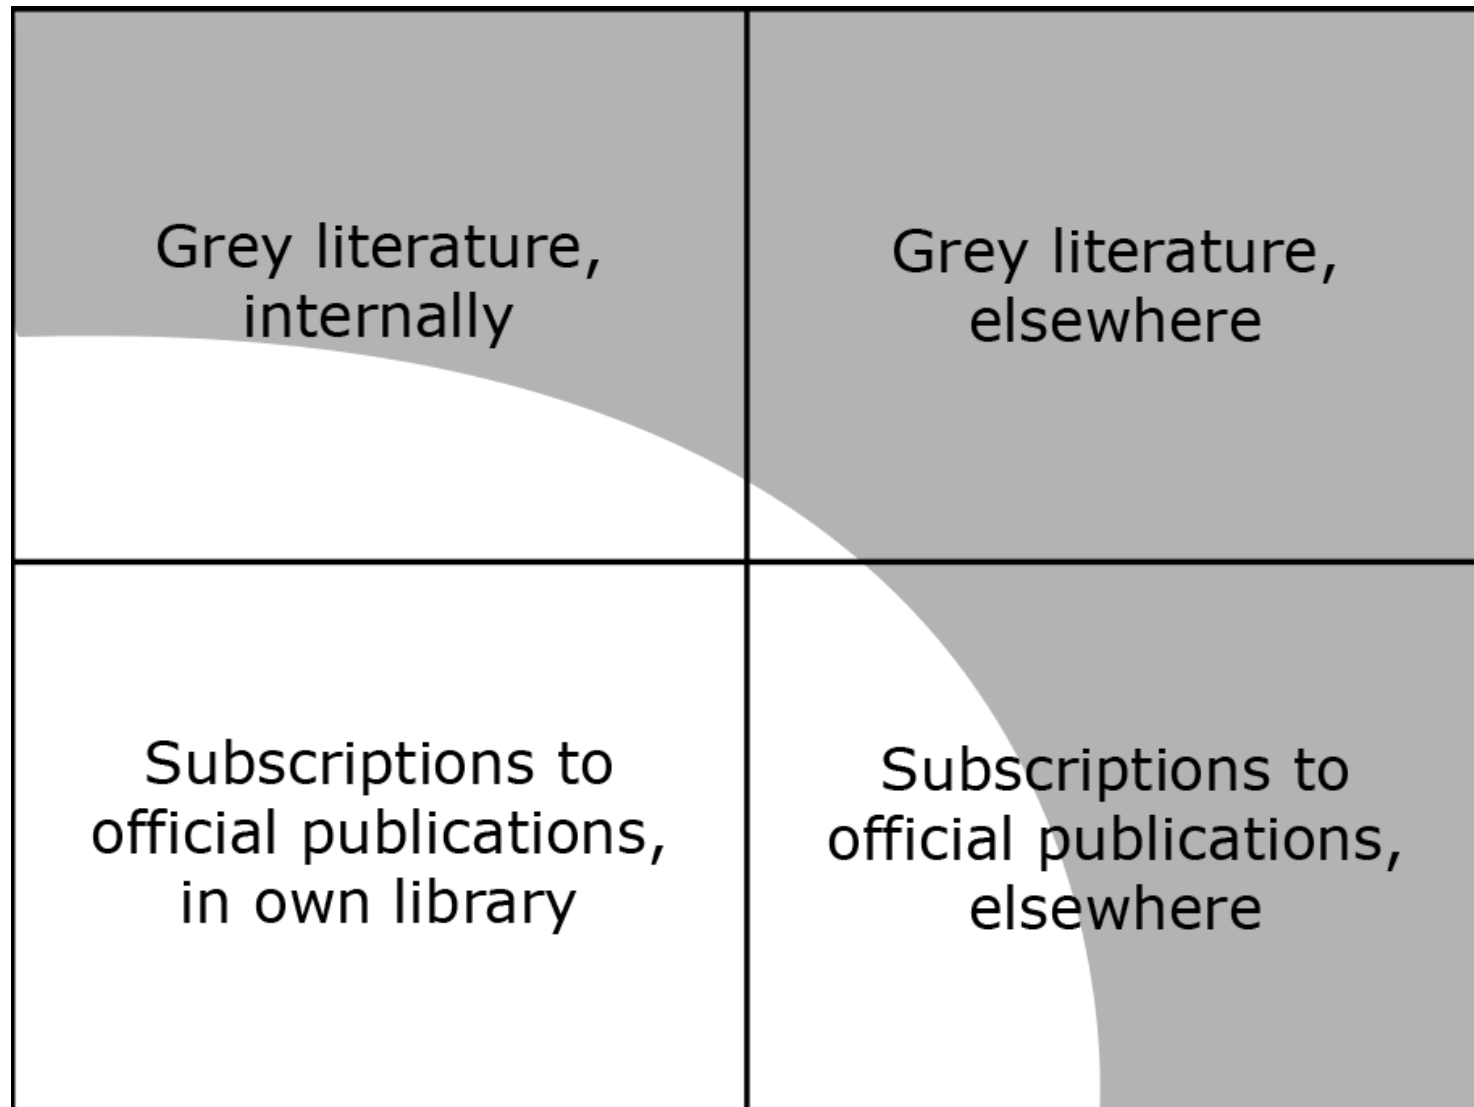 Grey literature,
internally
Grey literature,
elsewhere
Subscriptions to
official publications,
in own library
Subscriptions to
official publications,
elsewhere